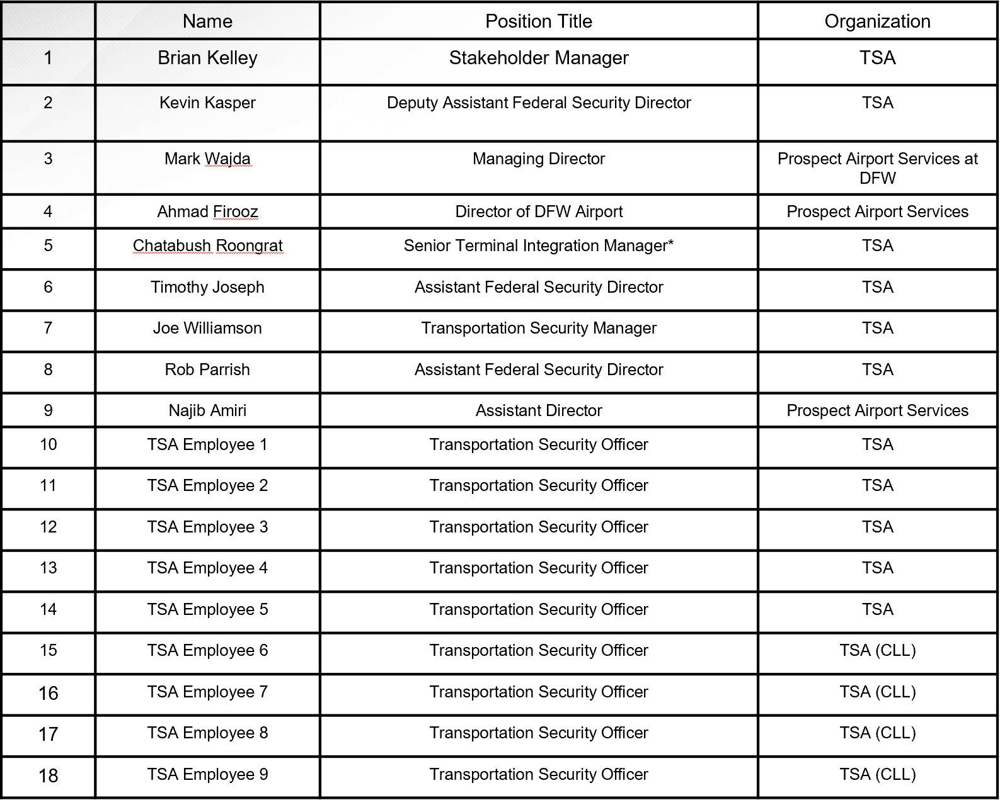 Name Position Title Organization
1 Brian Kelley Stakeholder Manager TSA
2 Kevin Kasper Deputy Assistant Federal Security Director TSA
3 Mark Wajda Managing Director Prospect Airport Services at
DFW
4 Ahmad Firooz Director of DFW Airport Prospect Airport Services
5 Chatabush Roongrat Senior Terminal Integration Manager* TSA
6 Timothy Joseph Assistant Federal Security Director TSA
7 Joe Williamson Transportation Security Manager TSA
8 Rob Parrish Assistant Federal Security Director TSA
9 Najib Amiri Assistant Director Prospect Airport Services
10 TSA Employee 1 Transportation Security Officer TSA
11 TSA Employee 2 Transportation Security Officer TSA
12 TSA Employee 3 Transportation Security Officer TSA
13 TSA Employee 4 Transportation Security Officer TSA
14 TSA Employee 5 Transportation Security Officer TSA
15 TSA Employee 6 Transportation Security Officer TSA (CLL)
16 TSA Employee 7 Transportation Security Officer TSA (CLL)
17 TSA Employee 8 Transportation Security Officer TSA (CLL)
18 TSA Employee 9 Transportation Security Officer TSA (CLL)